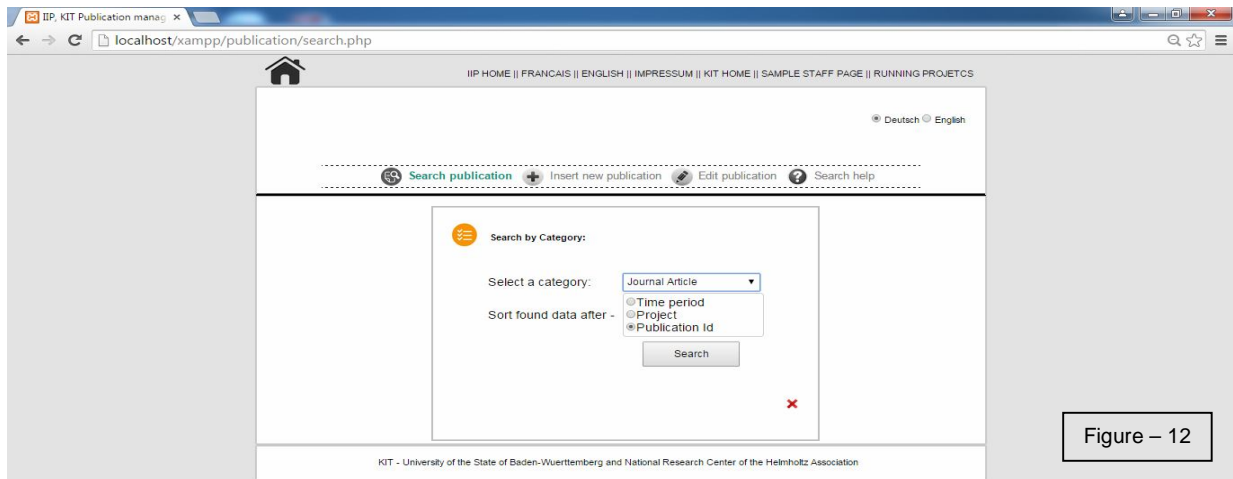 IIP, KIT Publication manag
localhost/xampp/publication/search.php
IIP HOME || FRANCAIS || ENGLISH || IMPRESSUM || KIT HOME || SAMPLE STAFF PAGE || RUNNING PROJETCS
Deutsch English
Search publication Insert new publication Edit publication Search help
Search by Category:
Select a category: Journal Article
Sort found data after -
Time period
Project
Publication Id
Search
Figure – 12
KIT - University of the State of Baden-Wuerttemberg and National Research Center of the Helmholtz Association